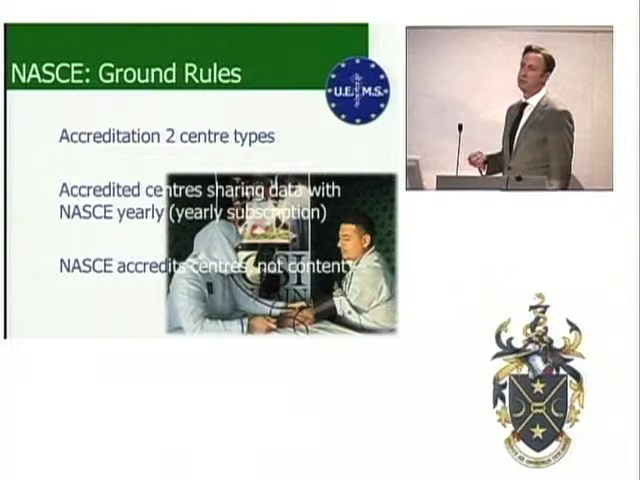 NASCE: Ground Rules
U.E. M.S.
Accreditation 2 centre types
Accredited centres sharing data with
NASCE yearly (yearly subscription)
NASCE accredits centres, not content